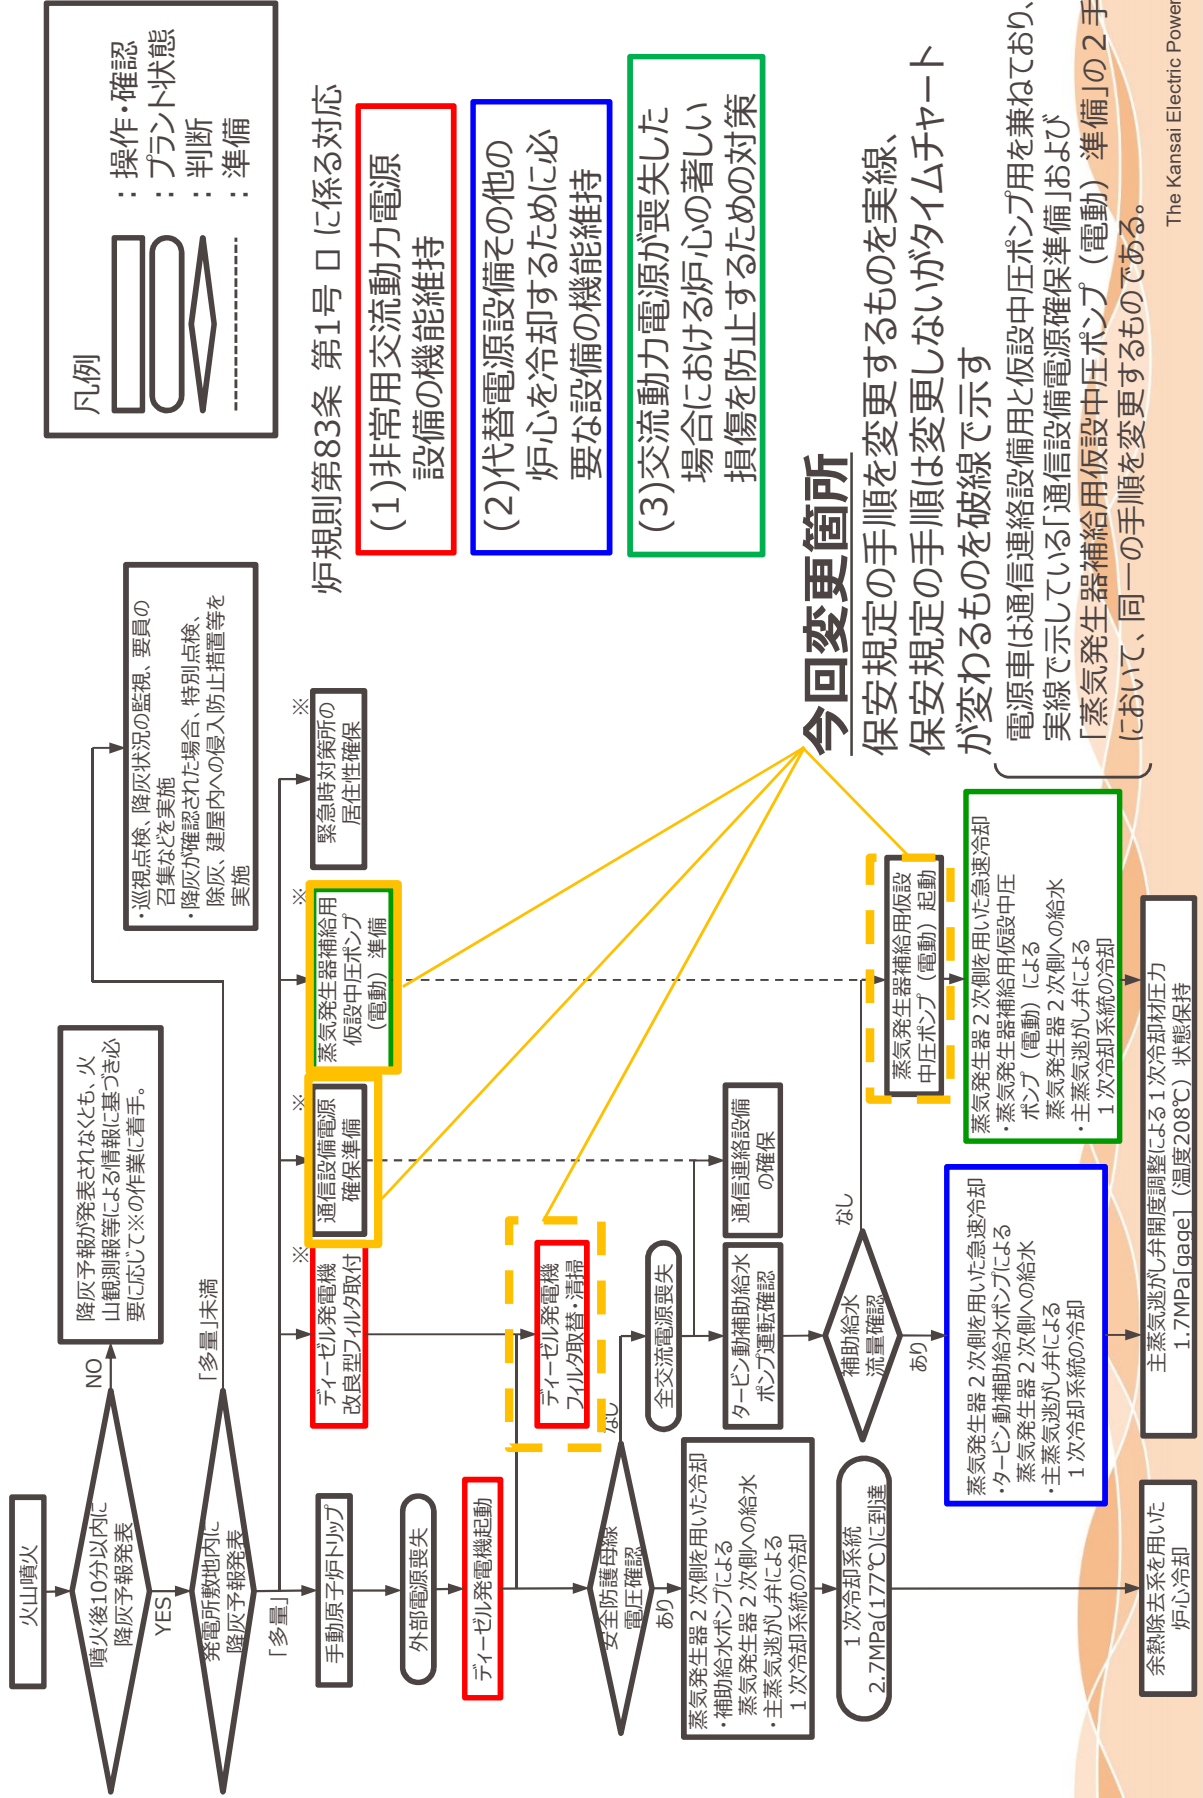 火山噴火
噴火後10分以内に
降灰予報発表
NO
YES
降灰予報が発表されなくとも、火
山観測報等による情報に基づき必
要に応じて※の作業に着手。
発電所敷地内に
降灰予報発表
「多量」未満
「多量」
・巡視点検、降灰状況の監視、要員の
召集などを実施
・降灰が確認された場合、特別点検、
除灰、建屋内への侵入防止措置等を
実施
手動原子炉トリップ
※
ディーゼル発電機
改良型フィルタ取付
※
通信設備電源
確保準備
※
蒸気発生器補給用
仮設中圧ポンプ
（電動）準備
※
緊急時対策所の
居住性確保
外部電源喪失
ディーゼル発電機起動
ディーゼル発電機
フィルタ取替・清掃
安全防護母線
電圧確認
なし
あり
全交流電源喪失
蒸気発生器２次側を用いた冷却
・補助給水ポンプによる
蒸気発生器２次側への給水
・主蒸気逃がし弁による
１次冷却系統の冷却
タービン動補助給水
ポンプ運転確認
通信連絡設備
の確保
１次冷却系統
2.7MPa(177℃)に到達
補助給水
流量確認
なし
あり
蒸気発生器補給用仮設
中圧ポンプ（電動）起動
蒸気発生器２次側を用いた急速冷却
・タービン動補助給水ポンプによる
蒸気発生器２次側への給水
・主蒸気逃がし弁による
１次冷却系統の冷却
蒸気発生器２次側を用いた急速冷却
・蒸気発生器補給用仮設中圧
ポンプ（電動）による
蒸気発生器２次側への給水
・主蒸気逃がし弁による
１次冷却系統の冷却
余熱除去系を用いた
炉心冷却
主蒸気逃がし弁開度調整による１次冷却材圧力
1.7MPa[gage]（温度208℃）状態保持
凡例
：操作・確認
：プラント状態
：判断
：準備
炉規則第83条 第1号 ロ に係る対応
(1)非常用交流動力電源
設備の機能維持
(2)代替電源設備その他の
炉心を冷却するために必
要な設備の機能維持
(3)交流動力電源が喪失した
場合における炉心の著しい
損傷を防止するための対策
今回変更箇所
保安規定の手順を変更するものを実線、
保安規定の手順は変更しないがタイムチャート
が変わるものを破線で示す
電源車は通信連絡設備用と仮設中圧ポンプ用を兼ねており、
実線で示している「通信設備電源確保準備」および
「蒸気発生器補給用仮設中圧ポンプ（電動）準備」の２手
において、同一の手順を変更するものである。
The Kansai Electric Power